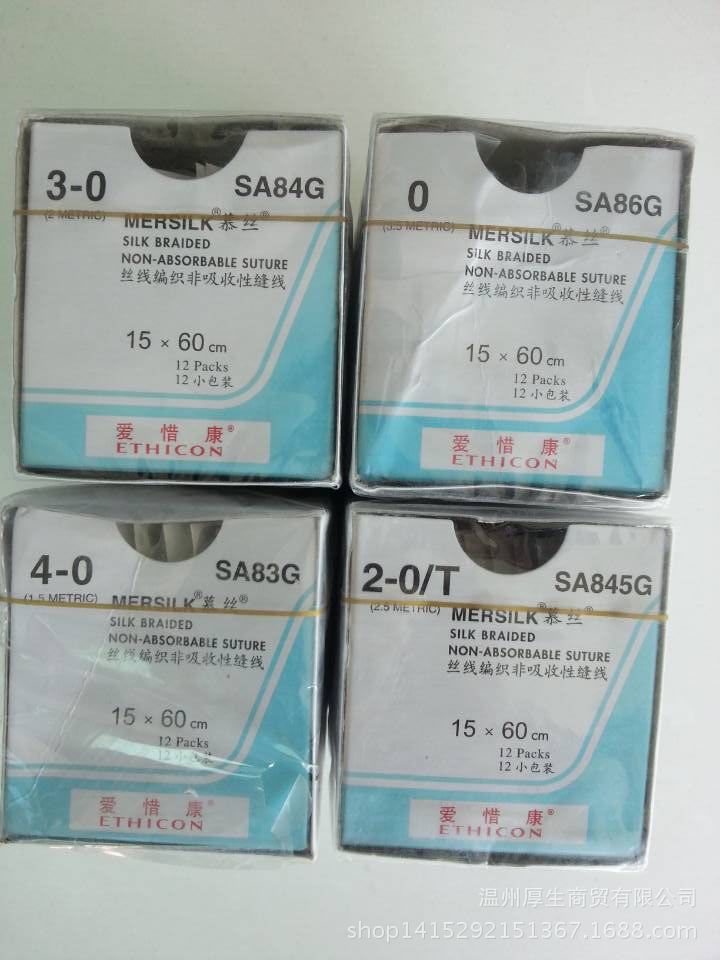 3-0
SA84G
(2 METRIC)
MERSILK® 慕丝®
SILK BRAIDED
NON-ABSORBABLE SUTURE
丝线编织非吸收性缝线
15 × 60 cm
12 Packs
12 小包装
爱惜康®
ETHICON
0
SA86G
(3.5 METRIC)
MERSILK® 慕丝®
SILK BRAIDED
NON-ABSORBABLE SUTURE
丝线编织非吸收性缝线
15 × 60 cm
12 Packs
12 小包装
爱惜康®
ETHICON
4-0
SA83G
(1.5 METRIC)
MERSILK® 慕丝®
SILK BRAIDED
NON-ABSORBABLE SUTURE
丝线编织非吸收性缝线
15 × 60 cm
12 Packs
12 小包装
爱惜康®
ETHICON
2-0/T
SA845G
(2.5 METRIC)
MERSILK® 慕丝®
SILK BRAIDED
NON-ABSORBABLE SUTURE
丝线编织非吸收性缝线
15 × 60 cm
12 Packs
12 小包装
爱惜康®
ETHICON
温州厚生商贸有限公司
shop1415292151367.1688.com